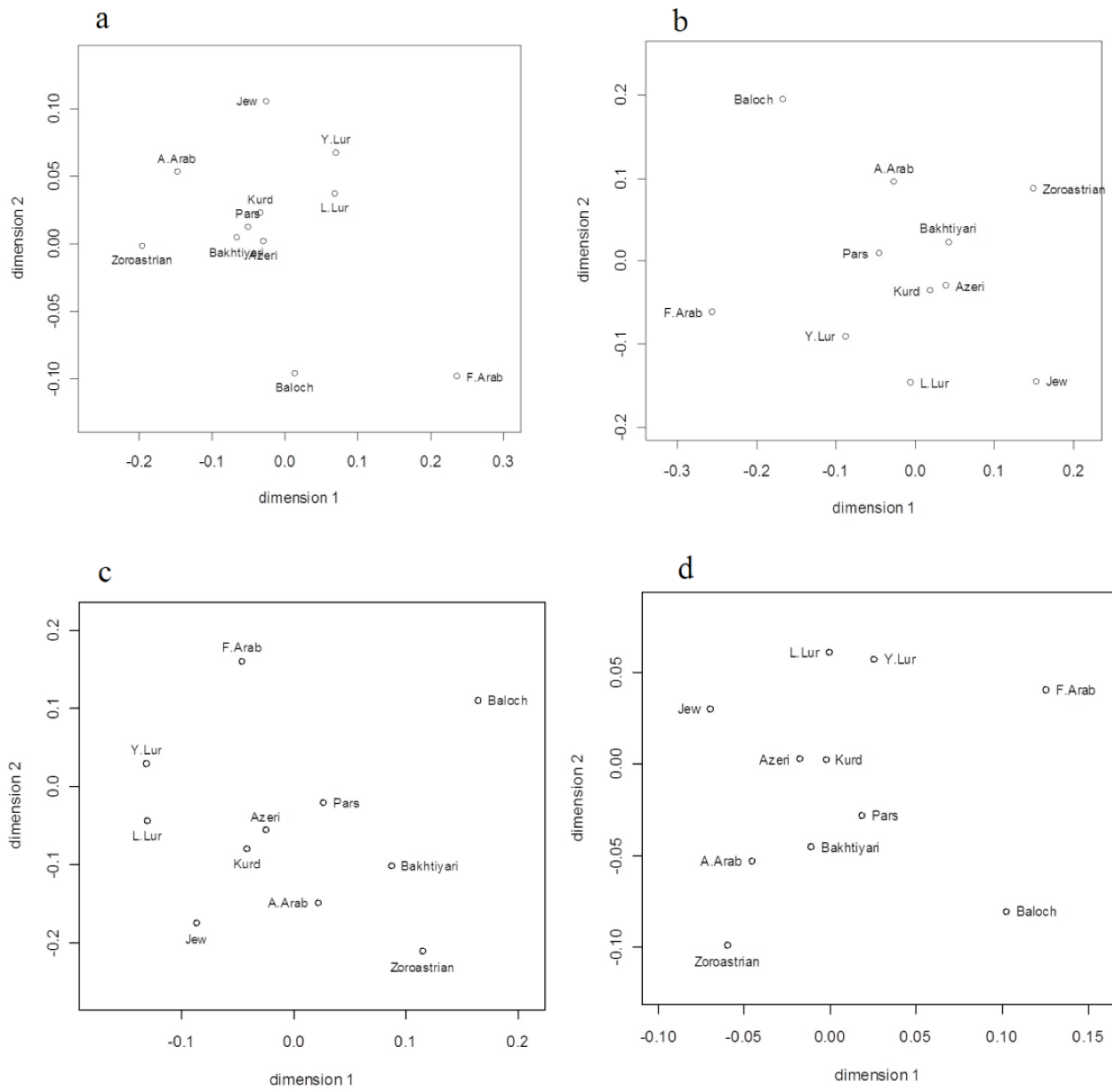 a
Jew
Y.Lur
A.Arab
Kurd
L.Lur
Pars
Bakhtiyari
Azeri
Zoroastrian
Baloch
F.Arab
0.10
0.05
0.00
-0.05
-0.10
dimension 2
-0.2 -0.1 0.0 0.1 0.2 0.3
dimension 1
b
Baloch
A.Arab
Zoroastrian
Bakhtiyari
Pars
Kurd
Azeri
F.Arab
Y.Lur
L.Lur
Jew
0.2
0.1
0.0
-0.1
-0.2
dimension 2
-0.3 -0.2 -0.1 0.0 0.1 0.2
dimension 1
c
F.Arab
Baloch
Y.Lur
Pars
Azeri
L.Lur
Kurd
Bakhtiyari
A.Arab
Jew
Zoroastrian
0.2
0.1
0.0
-0.1
-0.2
dimension 2
-0.1 0.0 0.1 0.2
dimension 1
d
L.Lur
Y.Lur
F.Arab
Jew
Azeri
Kurd
Pars
Bakhtiyari
A.Arab
Baloch
Zoroastrian
0.05
0.00
-0.05
-0.10
dimension 2
-0.10 -0.05 0.00 0.05 0.10 0.15
dimension 1